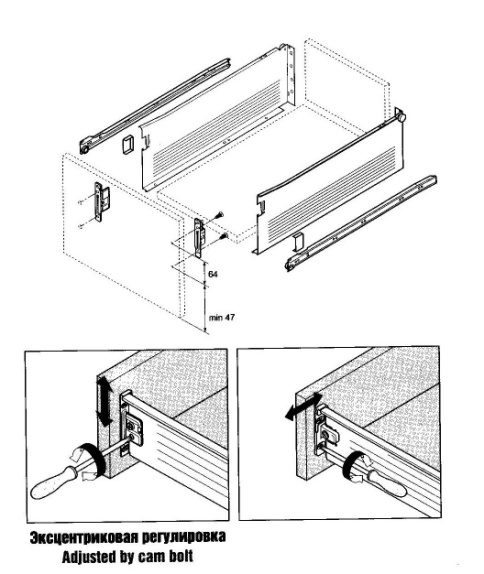 64
min 47
Эксцентриковая регулировка
Adjusted by cam bolt